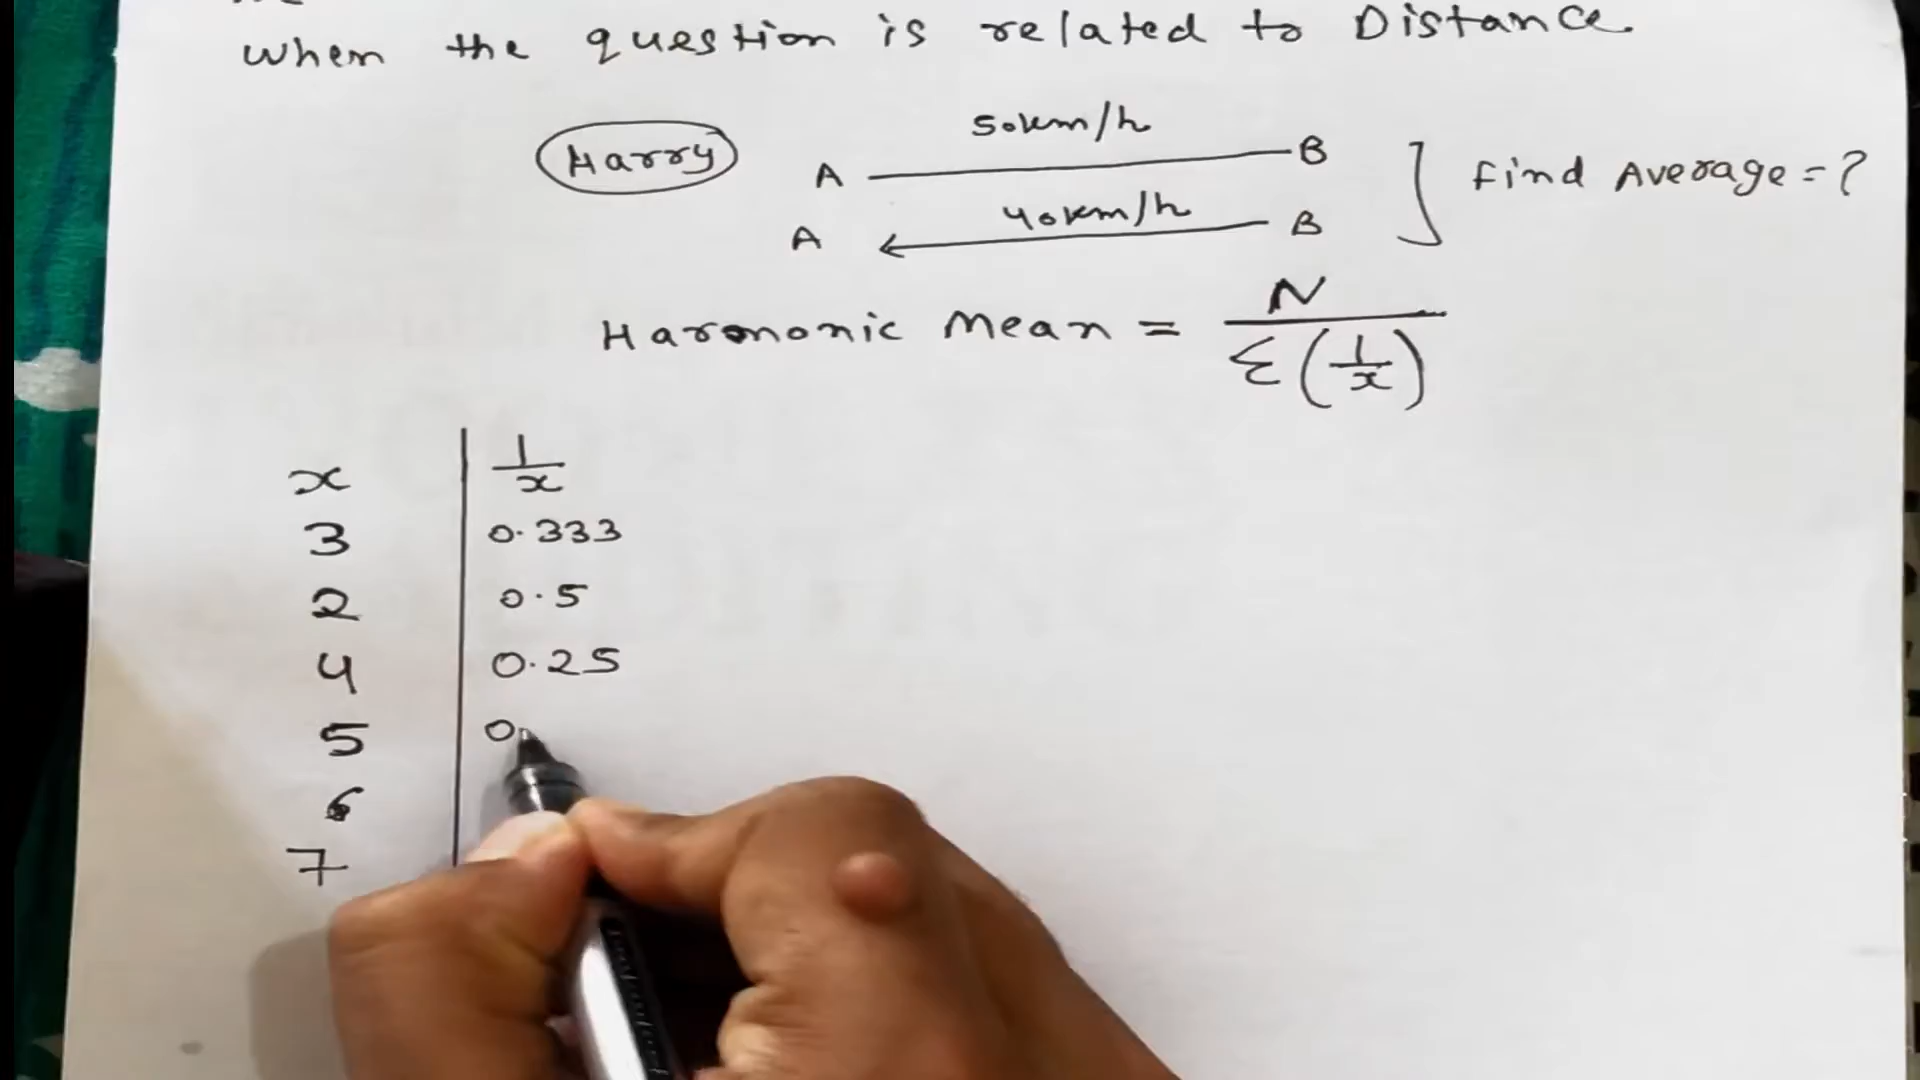 when the question is related to Distance
Harry
50km/h
A B
40km/h
A B
Find Average = ?
Harmonic Mean = N / Σ(1/x)
x 1/x
3 0.333
2 0.5
4 0.25
5 0.
6
7